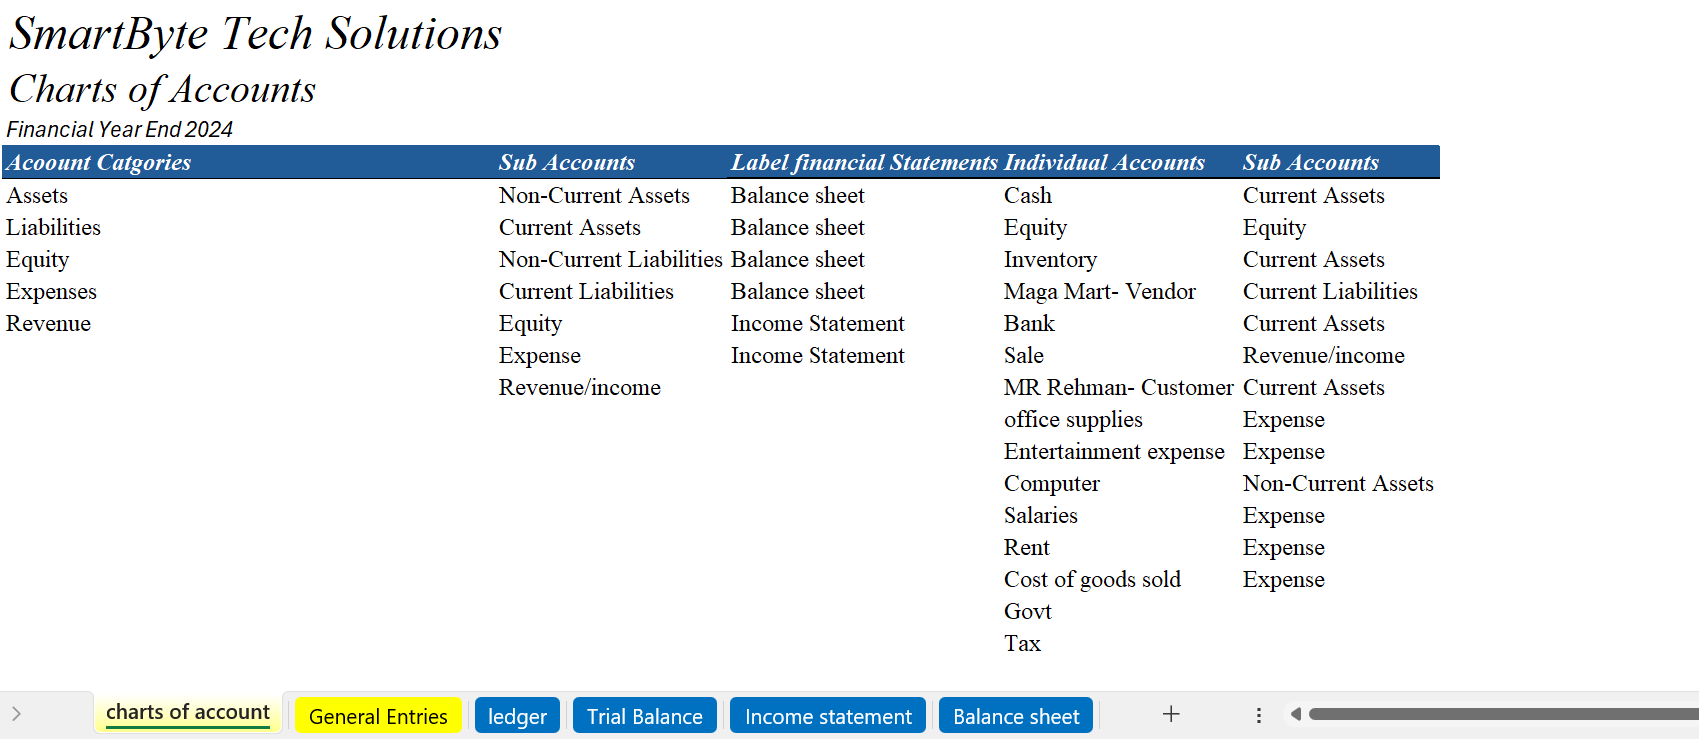 SmartByte Tech Solutions
Charts of Accounts
Financial Year End 2024
Acoount Catgories Sub Accounts Label financial Statements Individual Accounts Sub Accounts
Assets Non-Current Assets Balance sheet Cash Current Assets
Liabilities Current Assets Balance sheet Equity Equity
Equity Non-Current Liabilities Balance sheet Inventory Current Assets
Expenses Current Liabilities Balance sheet Maga Mart- Vendor Current Liabilities
Revenue Equity Income Statement Bank Current Assets
Expense Income Statement Sale Revenue/income
Revenue/income MR Rehman- Customer Current Assets
office supplies Expense
Entertainment expense Expense
Computer Non-Current Assets
Salaries Expense
Rent Expense
Cost of goods sold Expense
Govt
Tax
charts of account General Entries ledger Trial Balance Income statement Balance sheet